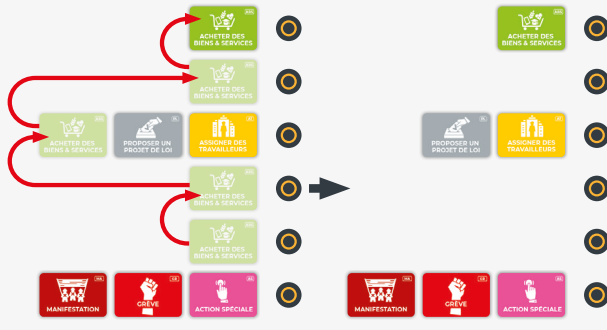 ACHETER DES
BIENS & SERVICES
ACHETER DES
BIENS & SERVICES
ACHETER DES
BIENS & SERVICES
PROPOSER UN
PROJET DE LOI
ASSIGNER DES
TRAVAILLEURS
ACHETER DES
BIENS & SERVICES
ACHETER DES
BIENS & SERVICES
MANIFESTATION
GRÈVE
ACTION SPÉCIALE
ACHETER DES
BIENS & SERVICES
PROPOSER UN
PROJET DE LOI
ASSIGNER DES
TRAVAILLEURS
MANIFESTATION
GRÈVE
ACTION SPÉCIALE